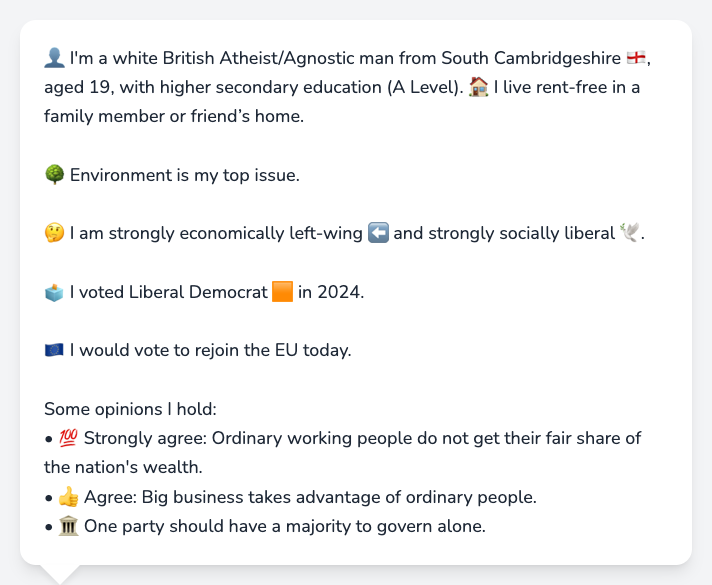 👤 I'm a white British Atheist/Agnostic man from South Cambridgeshire 🏴󠁧󠁢󠁥󠁮󠁧󠁿,
aged 19, with higher secondary education (A Level). 🏠 I live rent-free in a
family member or friend’s home.
🌳 Environment is my top issue.
🤔 I am strongly economically left-wing ⬅️ and strongly socially liberal 🕊️.
🗳️ I voted Liberal Democrat 🟧 in 2024.
🇪🇺 I would vote to rejoin the EU today.
Some opinions I hold:
• 💯 Strongly agree: Ordinary working people do not get their fair share of
the nation's wealth.
• 👍 Agree: Big business takes advantage of ordinary people.
• 🏛️ One party should have a majority to govern alone.